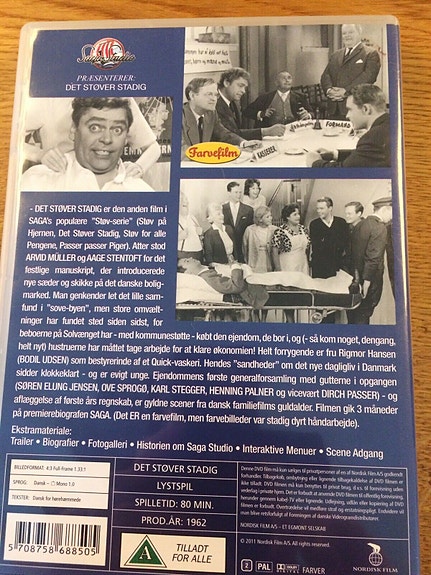 Saga Studio
PRÆSENTERER:
DET STØVER STADIG
Farvefilm
KASSERER
FORMAND
- DET STØVER STADIG er den anden film i
SAGA's populære "Støv-serie" (Støv på
Hjernen, Det Støver Stadig, Støv for alle
Pengene, Passer passer Piger). Atter stod
ARVID MÜLLER og AAGE STENTOFT for det
festlige manuskript, der introducerede
nye sæder og skikke på det danske bolig-
marked. Man genkender let det lille sam-
fund i "sove-byen", men store omvælt-
ninger har fundet sted siden sidst, for
beboerne på Solvænget har - med kommunestøtte - købt den ejendom, de bor i, og (- så kom noget, dengang,
helt nyt) hustruerne har måttet tage arbejde for at klare økonomien! Helt forrygende er fru Rigmor Hansen
(BODIL UDSEN) som bestyrerinde af et Quick-vaskeri. Hendes "sandheder" om det nye dagligliv i Danmark
sidder klokkeklart - og er evigt unge. Ejendommens første generalforsamling med gutterne i opgangen
(SØREN ELUNG JENSEN, OVE SPROGØ, KARL STEGGER, HENNING PALNER og vicevært DIRCH PASSER) - og
aflæggelse af første års regnskab, er gyldne scener fra dansk familiefilms guldalder. Filmen gik 3 måneder
på premierebiografen SAGA. (Det ER en farvefilm, men farvebilleder var stadig dyrt håndarbejde).
Ekstramateriale:
Trailer • Biografier • Fotogalleri • Historien om Saga Studio • Interaktive Menuer • Scene Adgang
BILLEDFORMAT: 4:3 Full Frame 1.33:1
SPROG: Dansk - Mono 1.0
TEKSTER: Dansk for hørehæmmede
5 708758 688505
DET STØVER STADIG
LYSTSPIL
SPILLETID: 80 MIN.
PROD.ÅR: 1962
A
TILLADT
FOR ALLE
NORDISK FILM A/S - ET EGMONT SELSKAB
© 2011 Nordisk Film A/S. All rights reserved.
2 PAL FARVER
NORDISK FILM